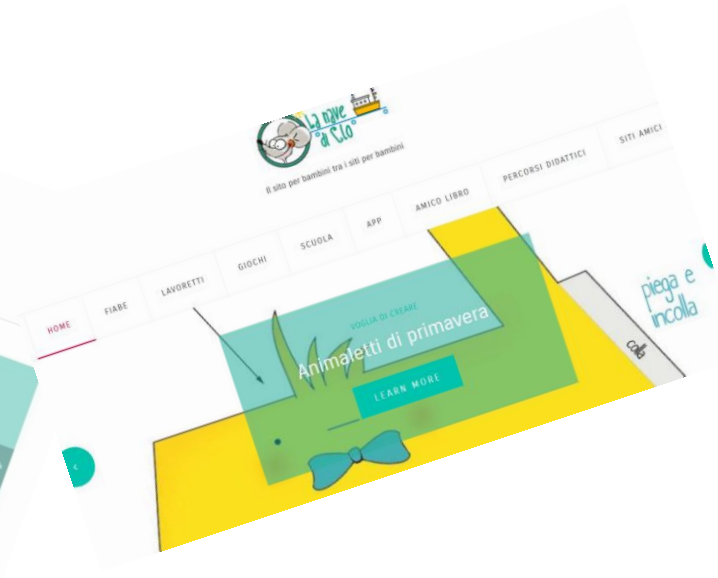 La nave
di Clo
Il sito per bambini tra i siti per bambini
HOME
FIABE
LAVORETTI
GIOCHI
SCUOLA
APP
AMICO LIBRO
PERCORSI DIDATTICI
SITI AMICI
VOGLIA DI CREARE
Animaletti di primavera
LEARN MORE
piega e
incolla
colla